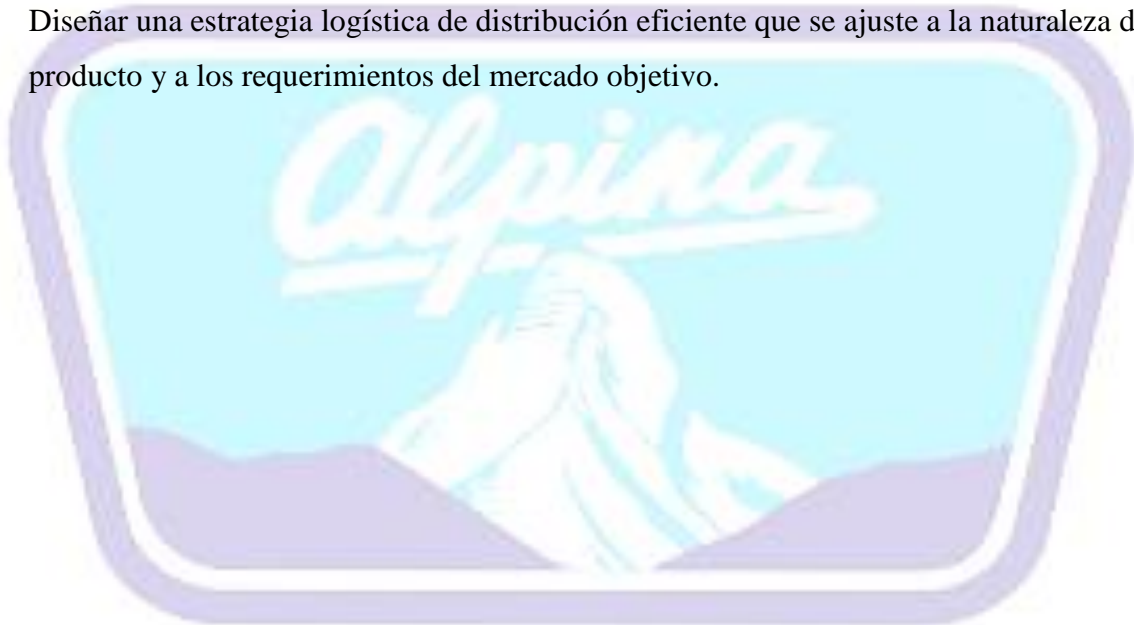 Diseñar una estrategia logística de distribución eficiente que se ajuste a la naturaleza d
producto y a los requerimientos del mercado objetivo.
Alpina